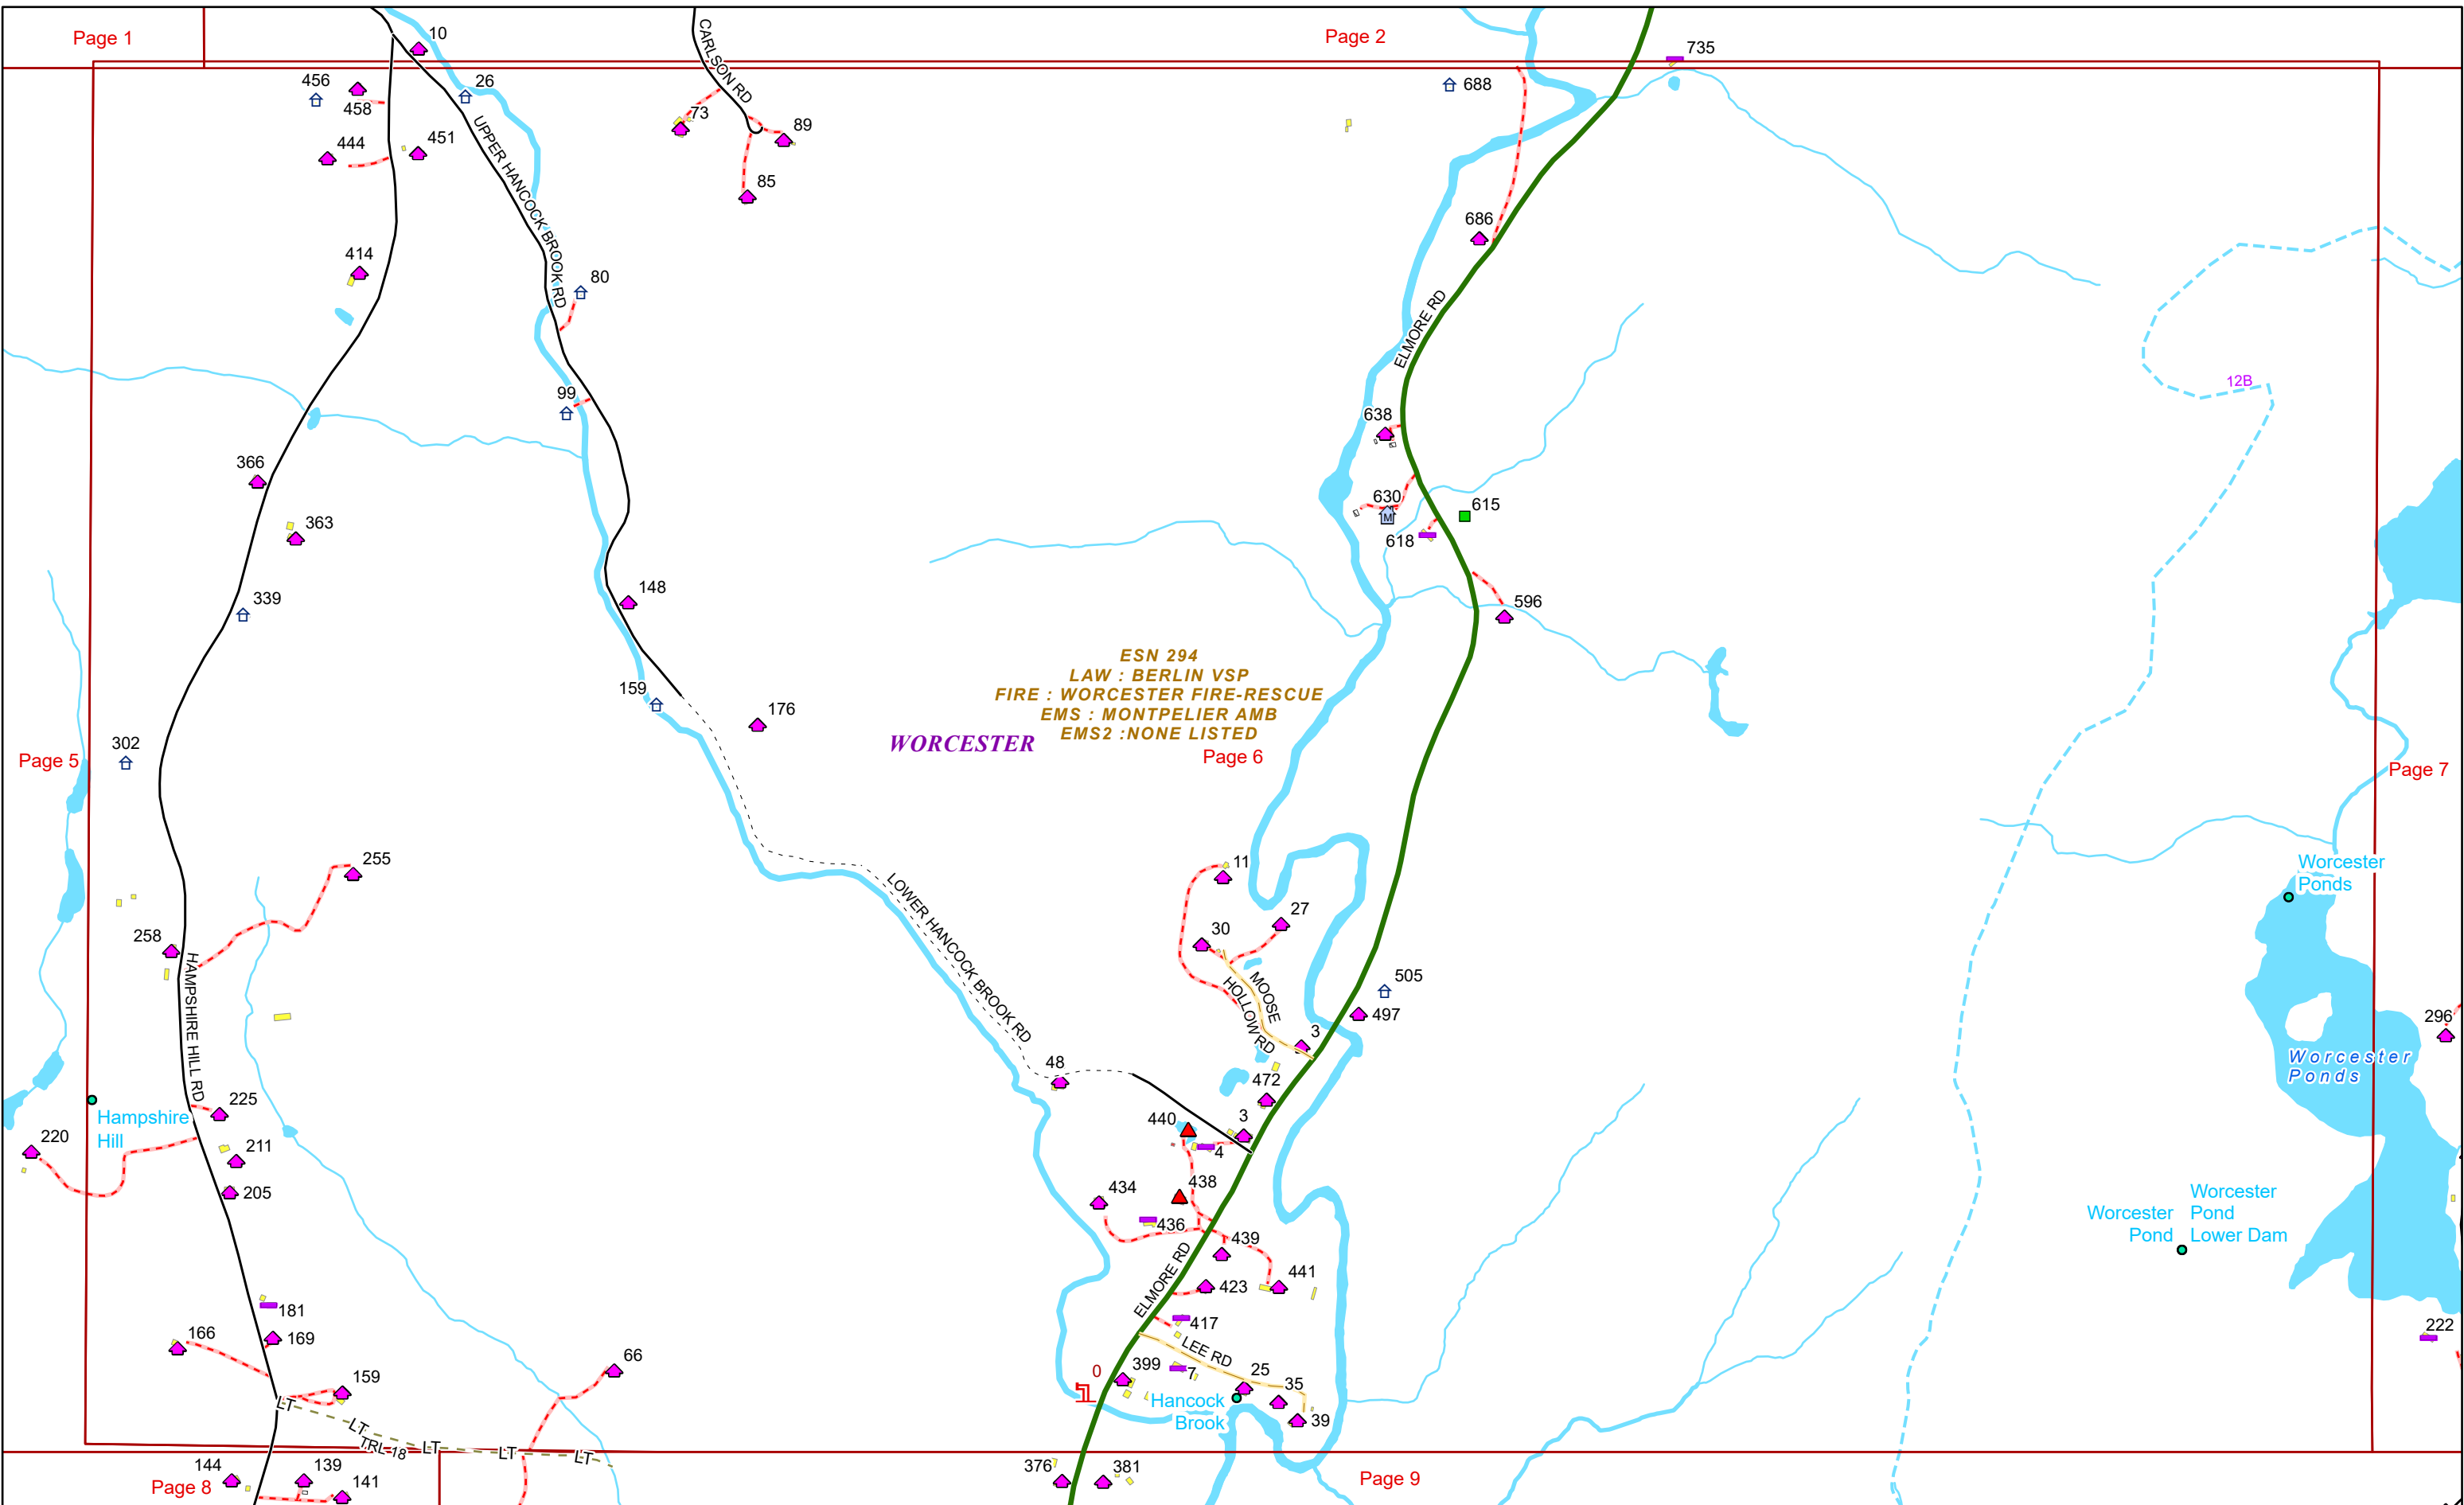 Page 1
10
CARLSON RD
Page 2
735
456
458
26
688
73
89
444
451
UPPER HANCOCK BROOK RD
85
686
414
80
ELMORE RD
12B
99
638
366
630
615
363
618
339
148
596
ESN 294
LAW : BERLIN VSP
FIRE : WORCESTER FIRE-RESCUE
EMS : MONTPELIER AMB
EMS2 :NONE LISTED
159
176
WORCESTER
302
Page 5
Page 6
Page 7
255
11
Worcester
Ponds
LOWER HANCOCK BROOK RD
27
258
30
HAMPSHIRE HILL RD
MOOSE
HOLLOW RD
505
497
296
3
Worcester
Ponds
48
472
225
Hampshire
Hill
440
3
220
211
4
205
434
438
436
Worcester
Pond
Worcester
Pond
Lower Dam
439
ELMORE RD
441
423
181
417
222
166
169
LEE RD
66
0
399
7
25
159
35
LT
Hancock
Brook
39
LT
TRL 18
LT
LT
LT
144
139
376
381
Page 8
141
Page 9
M